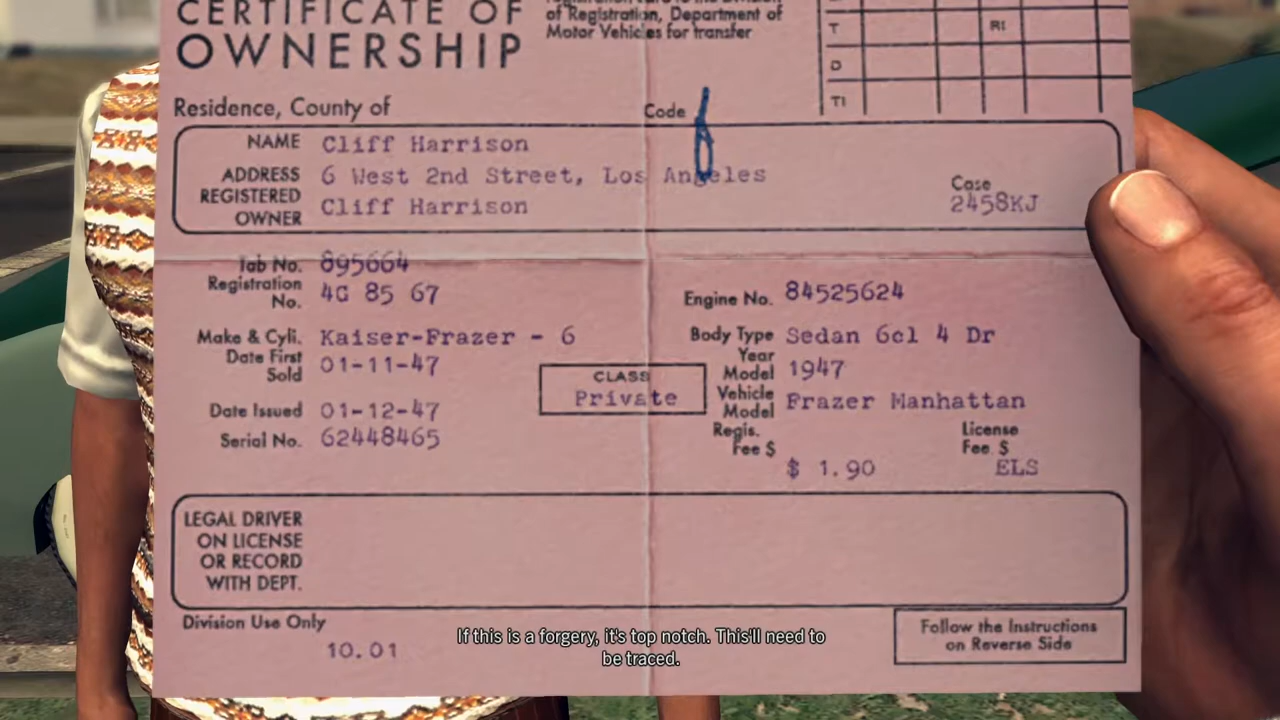 CERTIFICATE OF
OWNERSHIP
of Registration, Department of
Motor Vehicles for transfer
T
RI
D
TI
Residence, County of
Code
NAME Cliff Harrison
ADDRESS 6 West 2nd Street, Los Angeles
REGISTERED
OWNER Cliff Harrison
Case
2458KJ
Tab No. 895664
Registration
No. 4G 85 67
Engine No. 84525624
Make & Cyli. Kaiser-Frazer - 6
Date First
Sold 01-11-47
CLASS
Private
Body Type Sedan 6cl 4 Dr
Year
Model 1947
Vehicle
Model Frazer Manhattan
Date Issued 01-12-47
Serial No. 62448465
Regis.
Fee $
$ 1.90
License
Fee $
ELS
LEGAL DRIVER
ON LICENSE
OR RECORD
WITH DEPT.
Division Use Only
10.01
Follow the Instructions
on Reverse Side
If this is a forgery, it's top notch. This'll need to
be traced.